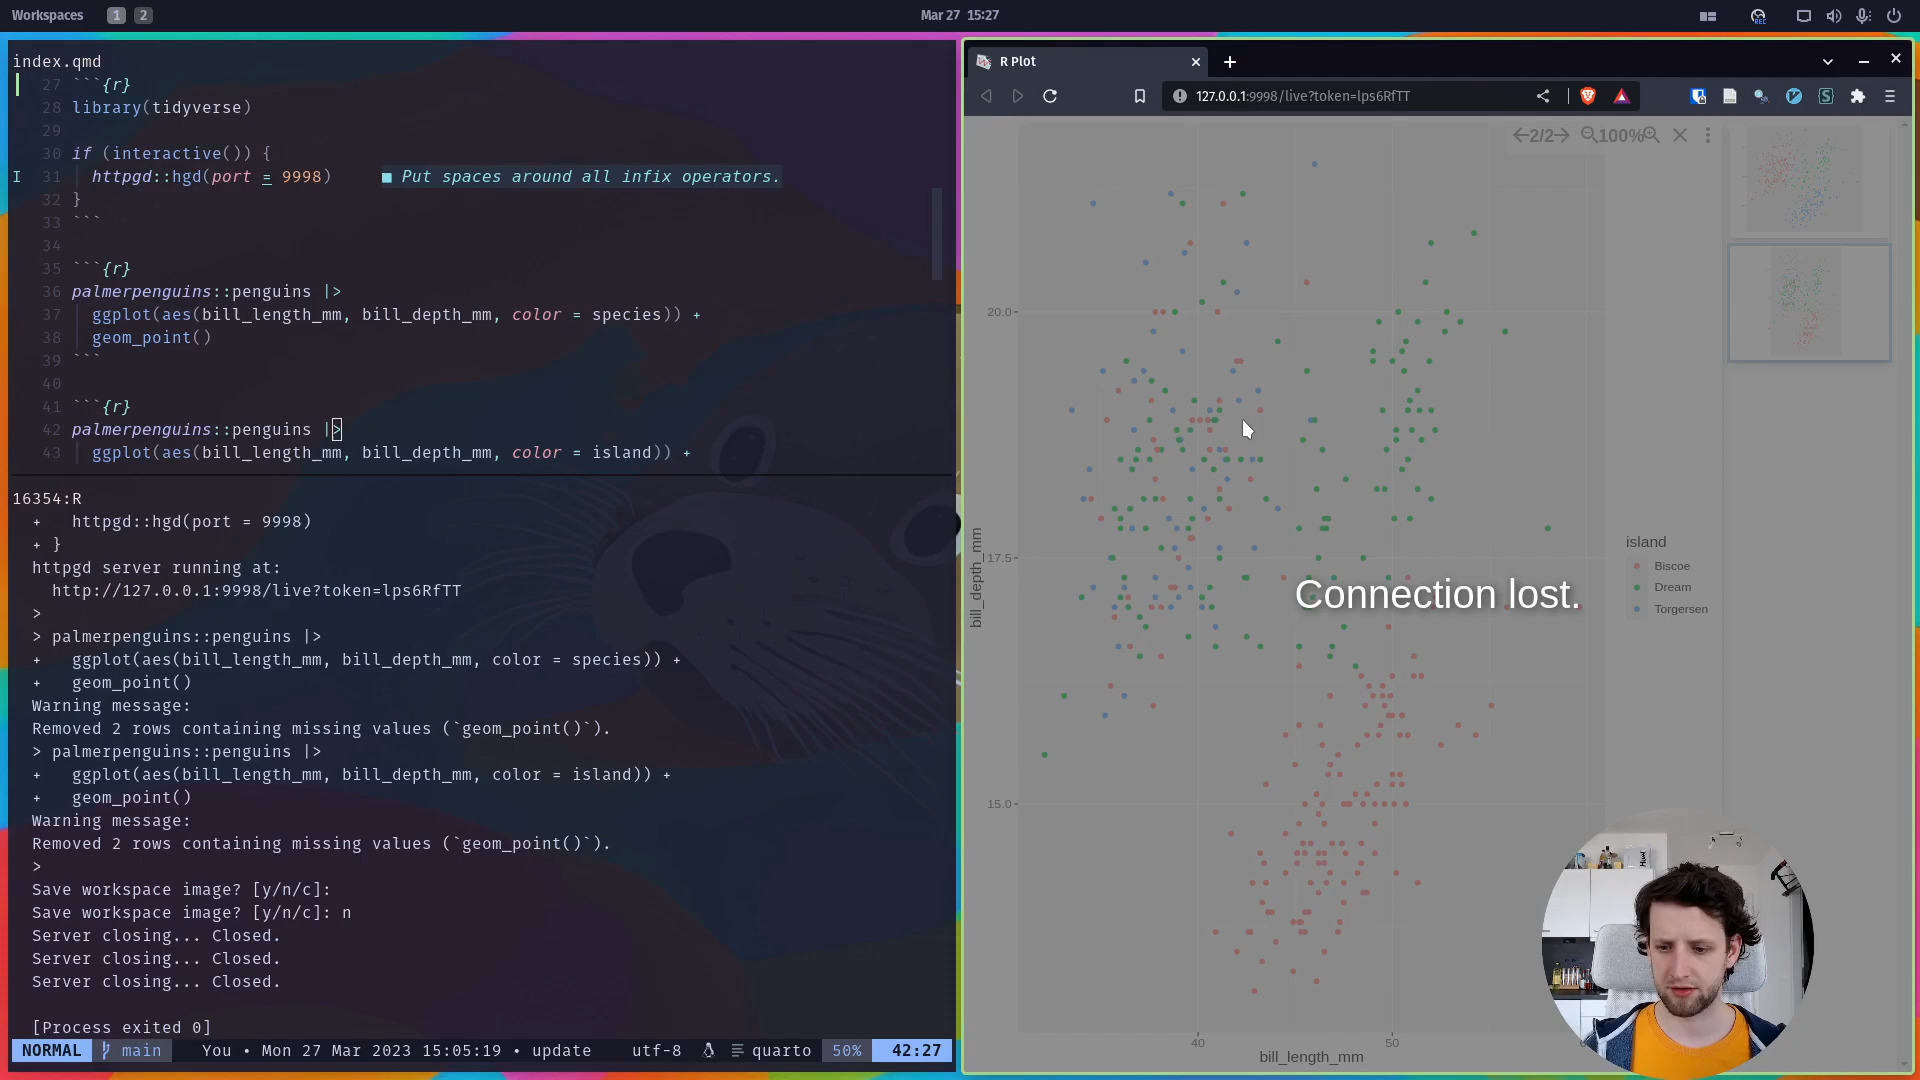 Workspaces 1 2
Mar 27 15:27
REC
index.qmd
27 ```{r}
28 library(tidyverse)
29
30 if (interactive()) {
I 31 httpgd::hgd(port = 9998) ■ Put spaces around all infix operators.
32 }
33 ```
34
35 ```{r}
36 palmerpenguins::penguins |>
37 ggplot(aes(bill_length_mm, bill_depth_mm, color = species)) +
38 geom_point()
39 ```
40
41 ```{r}
42 palmerpenguins::penguins |>
43 ggplot(aes(bill_length_mm, bill_depth_mm, color = island)) +
16354:R
+ httpgd::hgd(port = 9998)
+ }
httpgd server running at:
http://127.0.0.1:9998/live?token=lps6RfTT
>
> palmerpenguins::penguins |>
+ ggplot(aes(bill_length_mm, bill_depth_mm, color = species)) +
+ geom_point()
Warning message:
Removed 2 rows containing missing values (`geom_point()`).
> palmerpenguins::penguins |>
+ ggplot(aes(bill_length_mm, bill_depth_mm, color = island)) +
+ geom_point()
Warning message:
Removed 2 rows containing missing values (`geom_point()`).
>
Save workspace image? [y/n/c]:
Save workspace image? [y/n/c]: n
Server closing... Closed.
Server closing... Closed.
Server closing... Closed.
[Process exited 0]
NORMAL main You • Mon 27 Mar 2023 15:05:19 • update utf-8 quarto 50% 42:27
R Plot
127.0.0.1:9998/live?token=lps6RfTT
2/2 100%
20.0
17.5
15.0
bill_depth_mm
Connection lost.
island
Biscoe
Dream
Torgersen
40 50
bill_length_mm